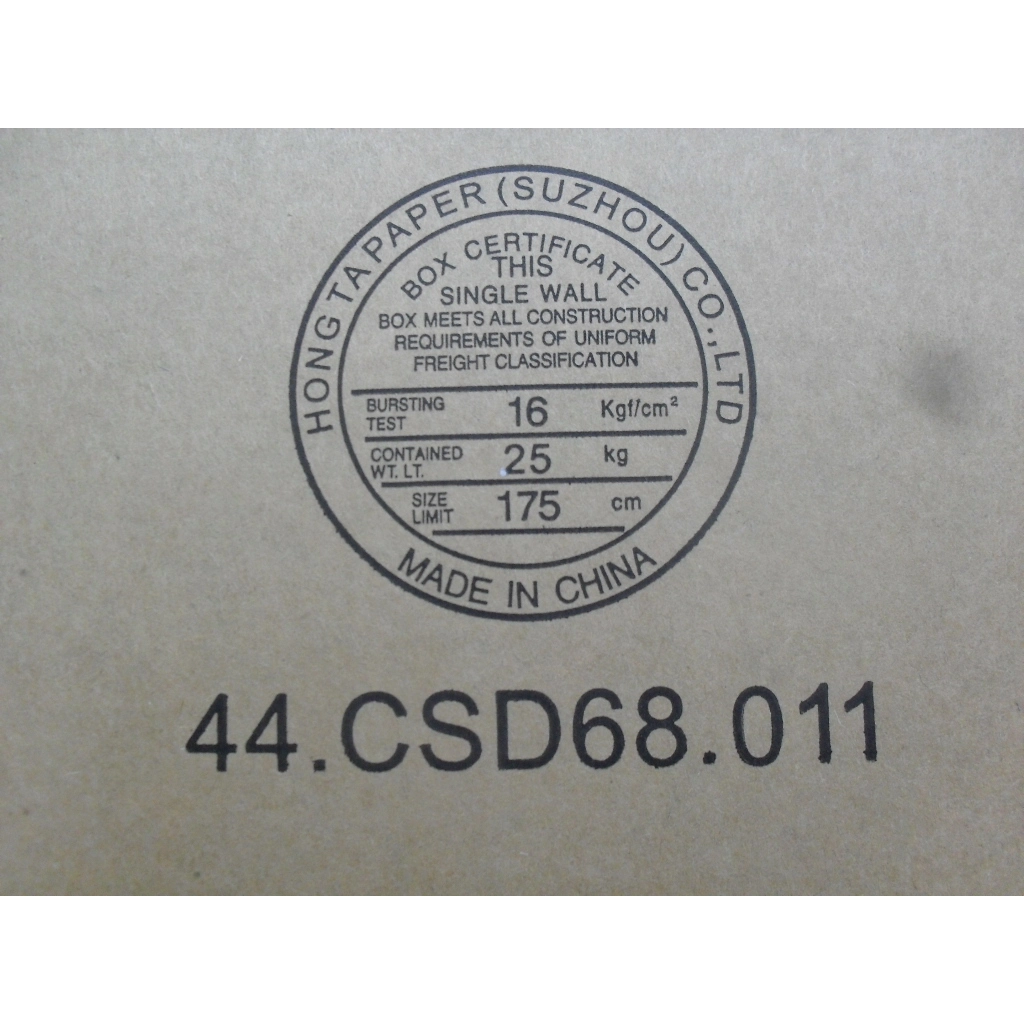 HONG TA PAPER (SUZHOU) CO.,LTD
BOX CERTIFICATE
THIS
SINGLE WALL
BOX MEETS ALL CONSTRUCTION
REQUIREMENTS OF UNIFORM
FREIGHT CLASSIFICATION
BURSTING TEST 16 Kgf/cm²
CONTAINED WT. LT. 25 kg
SIZE LIMIT 175 cm
MADE IN CHINA
44.CSD68.011